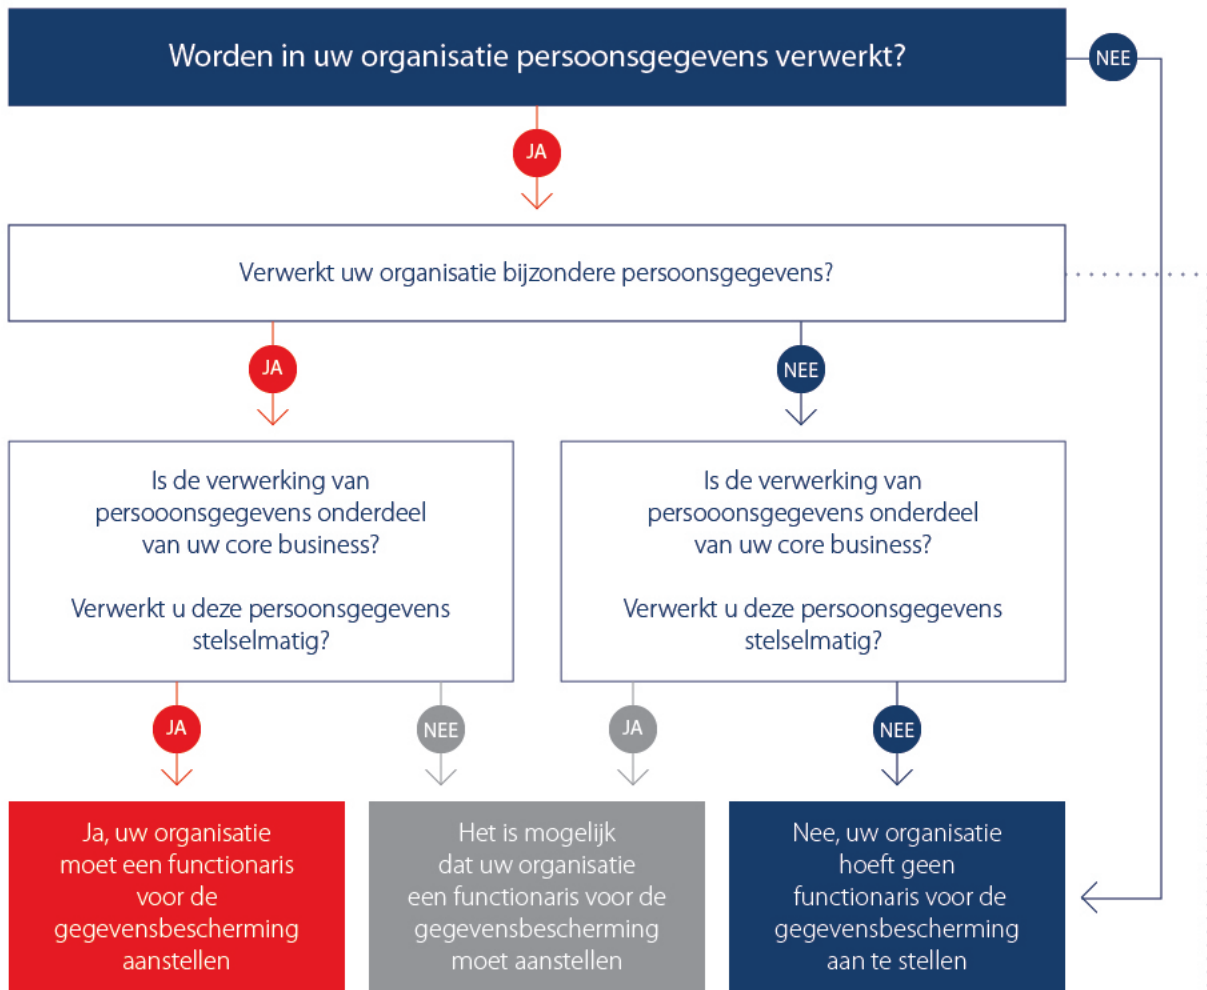 Worden in uw organisatie persoonsgegevens verwerkt?
NEE
JA
Verwerkt uw organisatie bijzondere persoonsgegevens?
JA
NEE
Is de verwerking van
persooonsgegevens onderdeel
van uw core business?
Verwerkt u deze persoonsgegevens
stelselmatig?
Is de verwerking van
persooonsgegevens onderdeel
van uw core business?
Verwerkt u deze persoonsgegevens
stelselmatig?
JA
NEE
JA
NEE
Ja, uw organisatie
moet een functionaris
voor de
gegevensbescherming
aanstellen
Het is mogelijk
dat uw organisatie
een functionaris voor de
gegevensbescherming
moet aanstellen
Nee, uw organisatie
hoeft geen
functionaris voor de
gegevensbescherming
aan te stellen